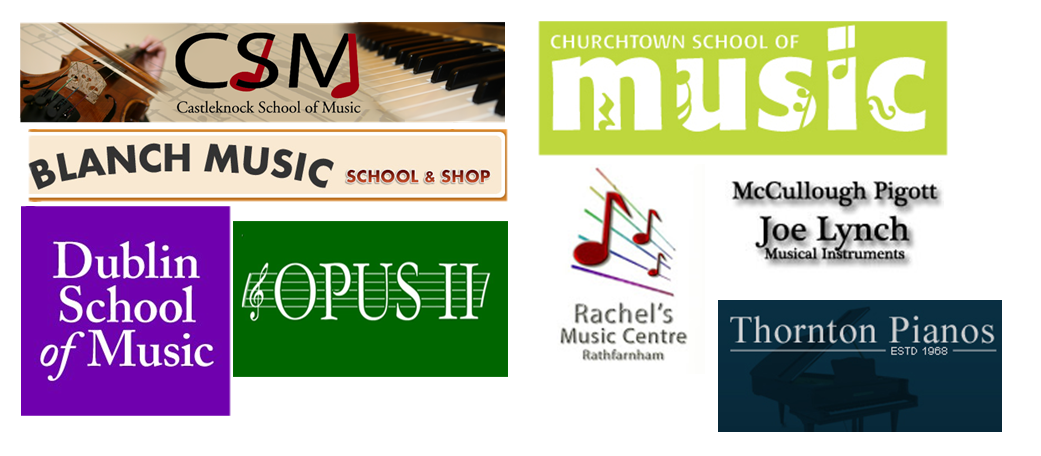 CSM
Castleknock School of Music
BLANCH MUSIC SCHOOL & SHOP
Dublin
School
of Music
OPUS II
CHURCHTOWN SCHOOL OF
music
Rachel's
Music Centre
Rathfarnham
McCullough Pigott
Joe Lynch
Musical Instruments
Thornton Pianos
ESTD 1968